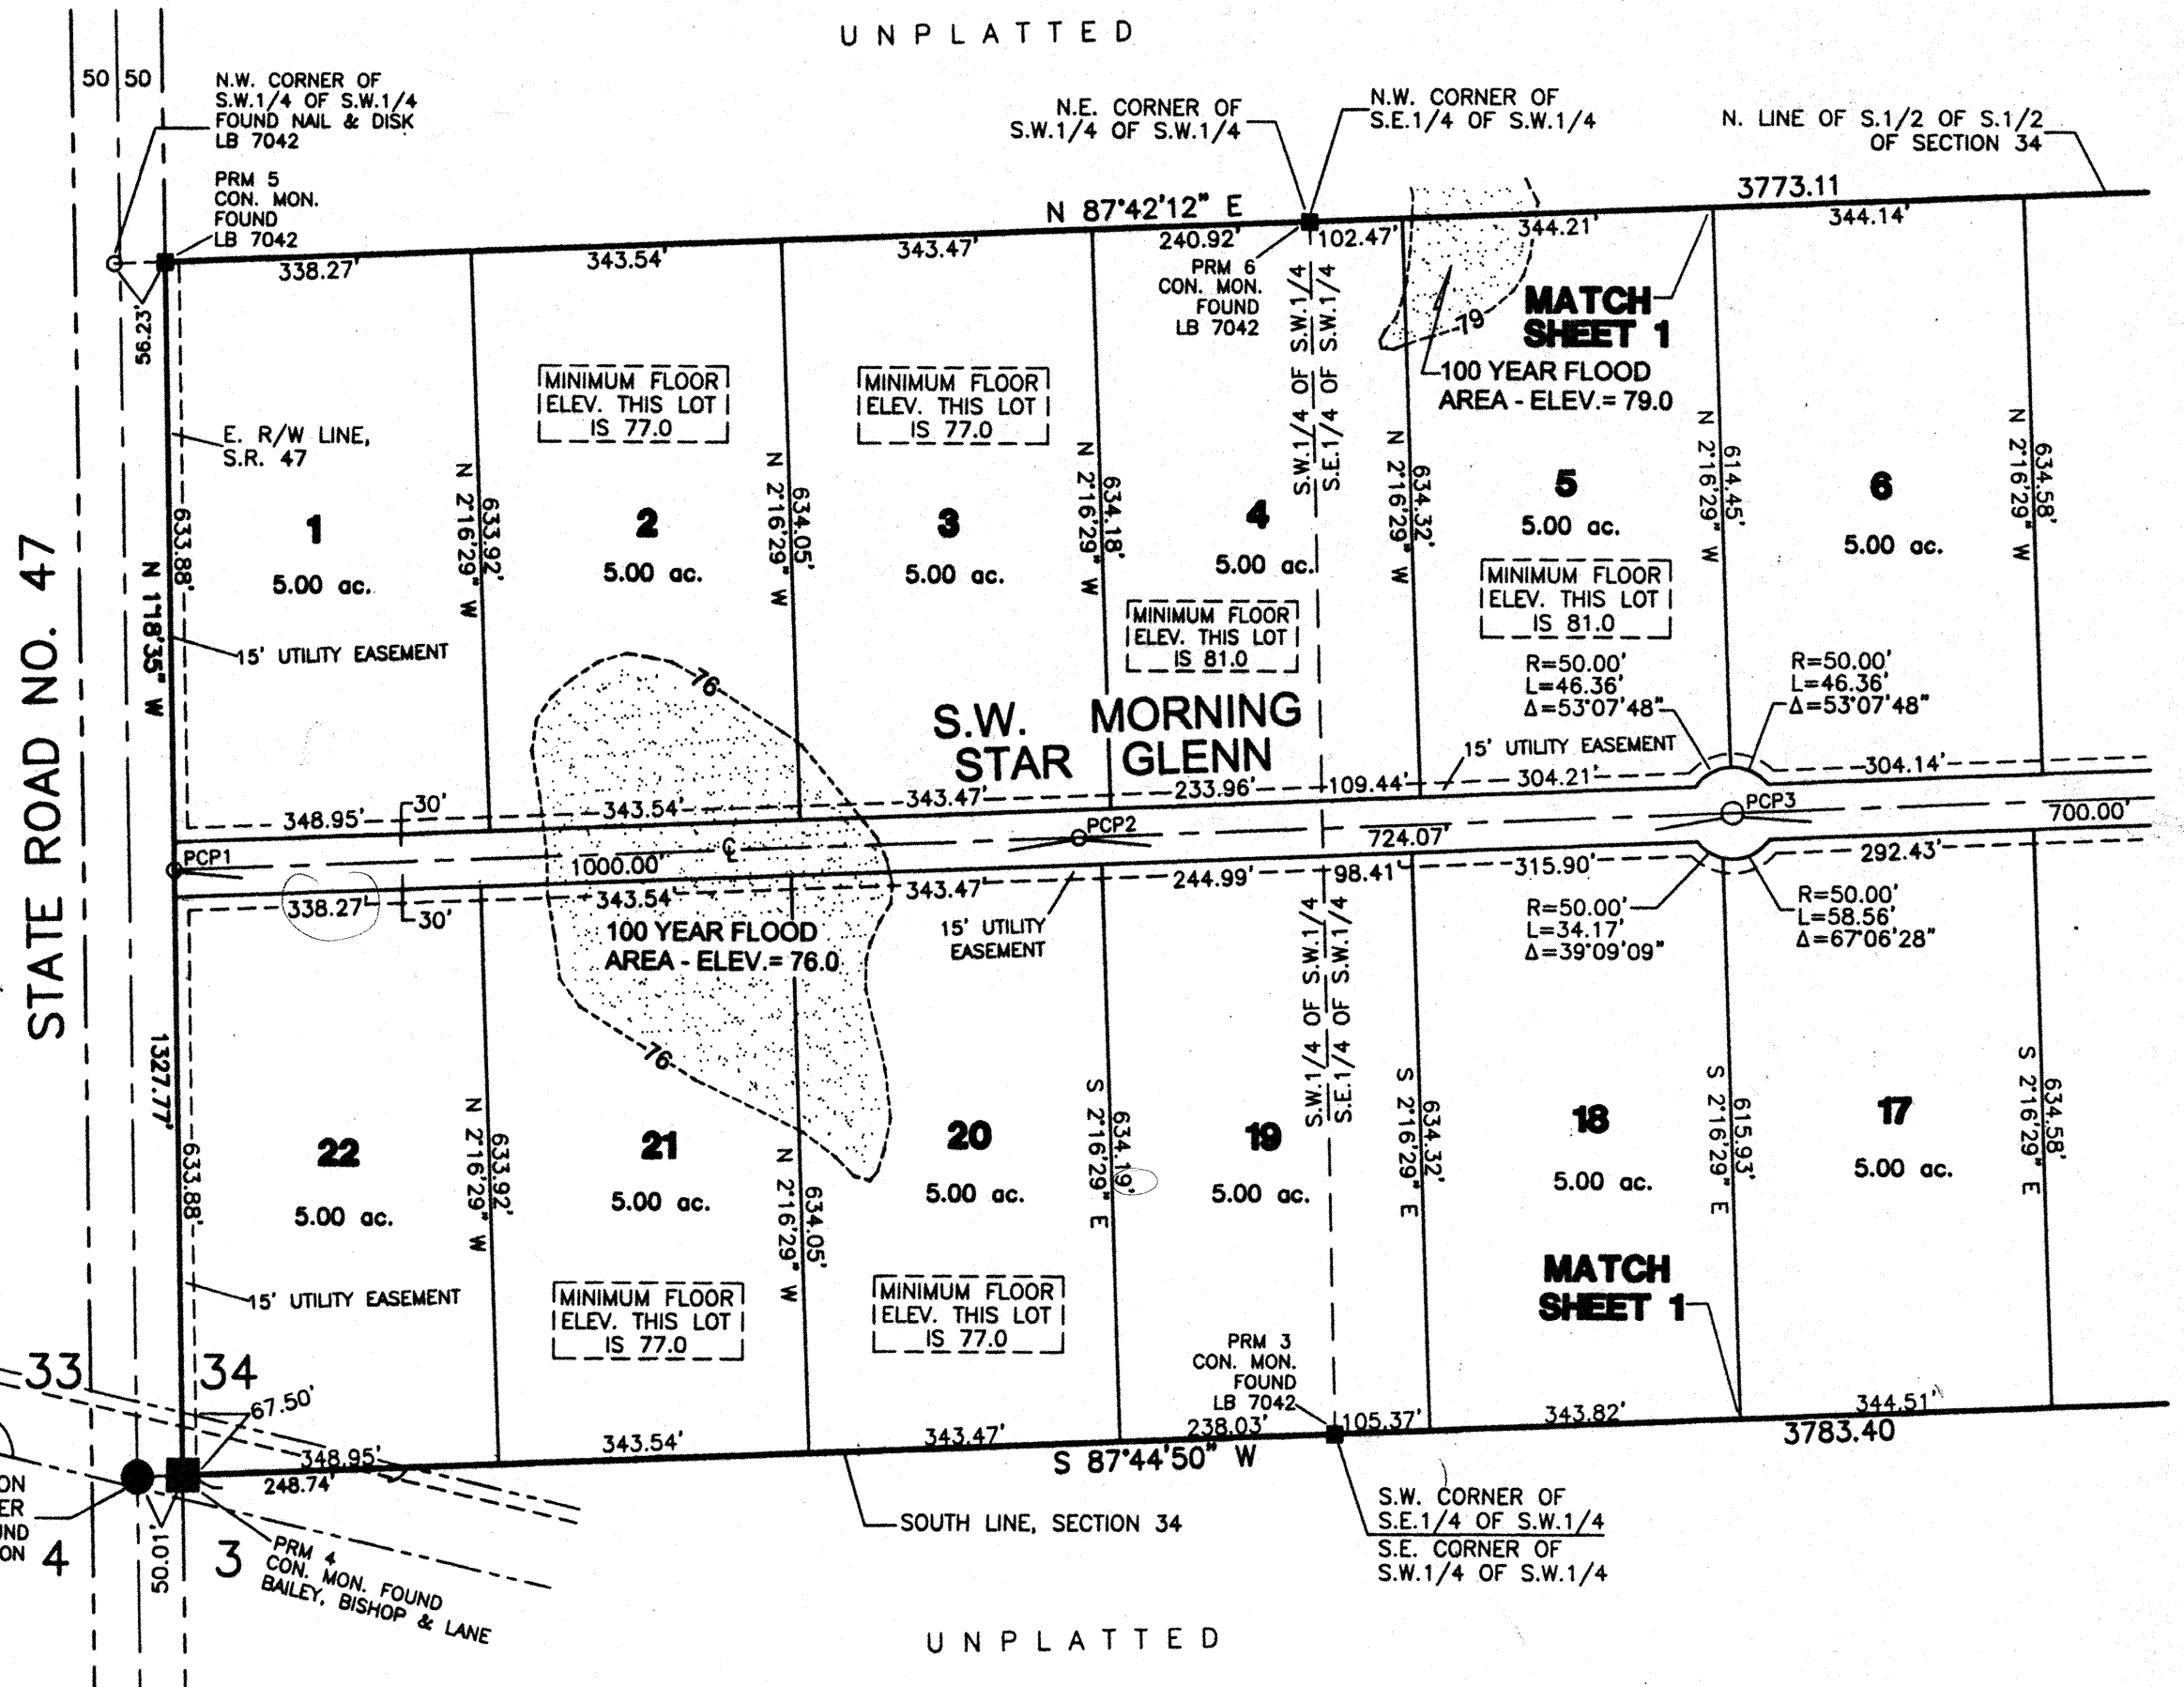 UNPLATTED
50 50
N.W. CORNER OF
S.W.1/4 OF S.W.1/4
FOUND NAIL & DISK
LB 7042
PRM 5
CON. MON.
FOUND
LB 7042
N.E. CORNER OF
S.W.1/4 OF S.W.1/4
N.W. CORNER OF
S.E.1/4 OF S.W.1/4
N. LINE OF S.1/2 OF S.1/2
OF SECTION 34
N 87°42'12" E
3773.11
338.27'
343.54'
343.47'
240.92'
102.47'
344.21'
344.14'
56.23'
PRM 6
CON. MON.
FOUND
LB 7042
S.W.1/4 OF S.W.1/4
S.E.1/4 OF S.W.1/4
79
MATCH
SHEET 1
100 YEAR FLOOD
AREA - ELEV.= 79.0
MINIMUM FLOOR
ELEV. THIS LOT
IS 77.0
MINIMUM FLOOR
ELEV. THIS LOT
IS 77.0
E. R/W LINE,
S.R. 47
STATE ROAD NO. 47
N 1°18'35" W
633.88'
1
5.00 ac.
N 2°16'29" W
633.92'
2
5.00 ac.
N 2°16'29" W
634.05'
3
5.00 ac.
N 2°16'29" W
634.18'
4
5.00 ac.
MINIMUM FLOOR
ELEV. THIS LOT
IS 81.0
N 2°16'29" W
634.32'
5
5.00 ac.
MINIMUM FLOOR
ELEV. THIS LOT
IS 81.0
N 2°16'29" W
614.45'
6
5.00 ac.
N 2°16'29" W
634.58'
15' UTILITY EASEMENT
76
S.W. MORNING
STAR GLENN
R=50.00'
L=46.36'
Δ=53°07'48"
R=50.00'
L=46.36'
Δ=53°07'48"
15' UTILITY EASEMENT
348.95'
30'
343.54'
343.47'
233.96'
109.44'
304.21'
304.14'
PCP1
1000.00'
℄
PCP2
724.07'
PCP3
700.00'
338.27'
30'
343.54'
343.47'
244.99'
98.41'
315.90'
292.43'
100 YEAR FLOOD
AREA - ELEV.= 76.0
15' UTILITY
EASEMENT
R=50.00'
L=34.17'
Δ=39°09'09"
R=50.00'
L=58.56'
Δ=67°06'28"
S.W.1/4 OF S.W.1/4
S.E.1/4 OF S.W.1/4
76
1327.77'
633.88'
22
5.00 ac.
N 2°16'29" W
633.92'
21
5.00 ac.
N 2°16'29" W
634.05'
20
5.00 ac.
S 2°16'29" E
634.19'
19
5.00 ac.
S 2°16'29" E
634.32'
18
5.00 ac.
S 2°16'29" E
615.93'
17
5.00 ac.
S 2°16'29" E
634.58'
15' UTILITY EASEMENT
MINIMUM FLOOR
ELEV. THIS LOT
IS 77.0
MINIMUM FLOOR
ELEV. THIS LOT
IS 77.0
MATCH
SHEET 1
PRM 3
CON. MON.
FOUND
LB 7042
33
34
67.50'
348.95'
248.74'
343.54'
343.47'
238.03'
105.37'
343.82'
344.51'
S 87°44'50" W
3783.40
ON
ER
UND
ON
4
50.01'
3
PRM 4
CON. MON. FOUND
BAILEY, BISHOP & LANE
SOUTH LINE, SECTION 34
S.W. CORNER OF
S.E.1/4 OF S.W.1/4
S.E. CORNER OF
S.W.1/4 OF S.W.1/4
UNPLATTED